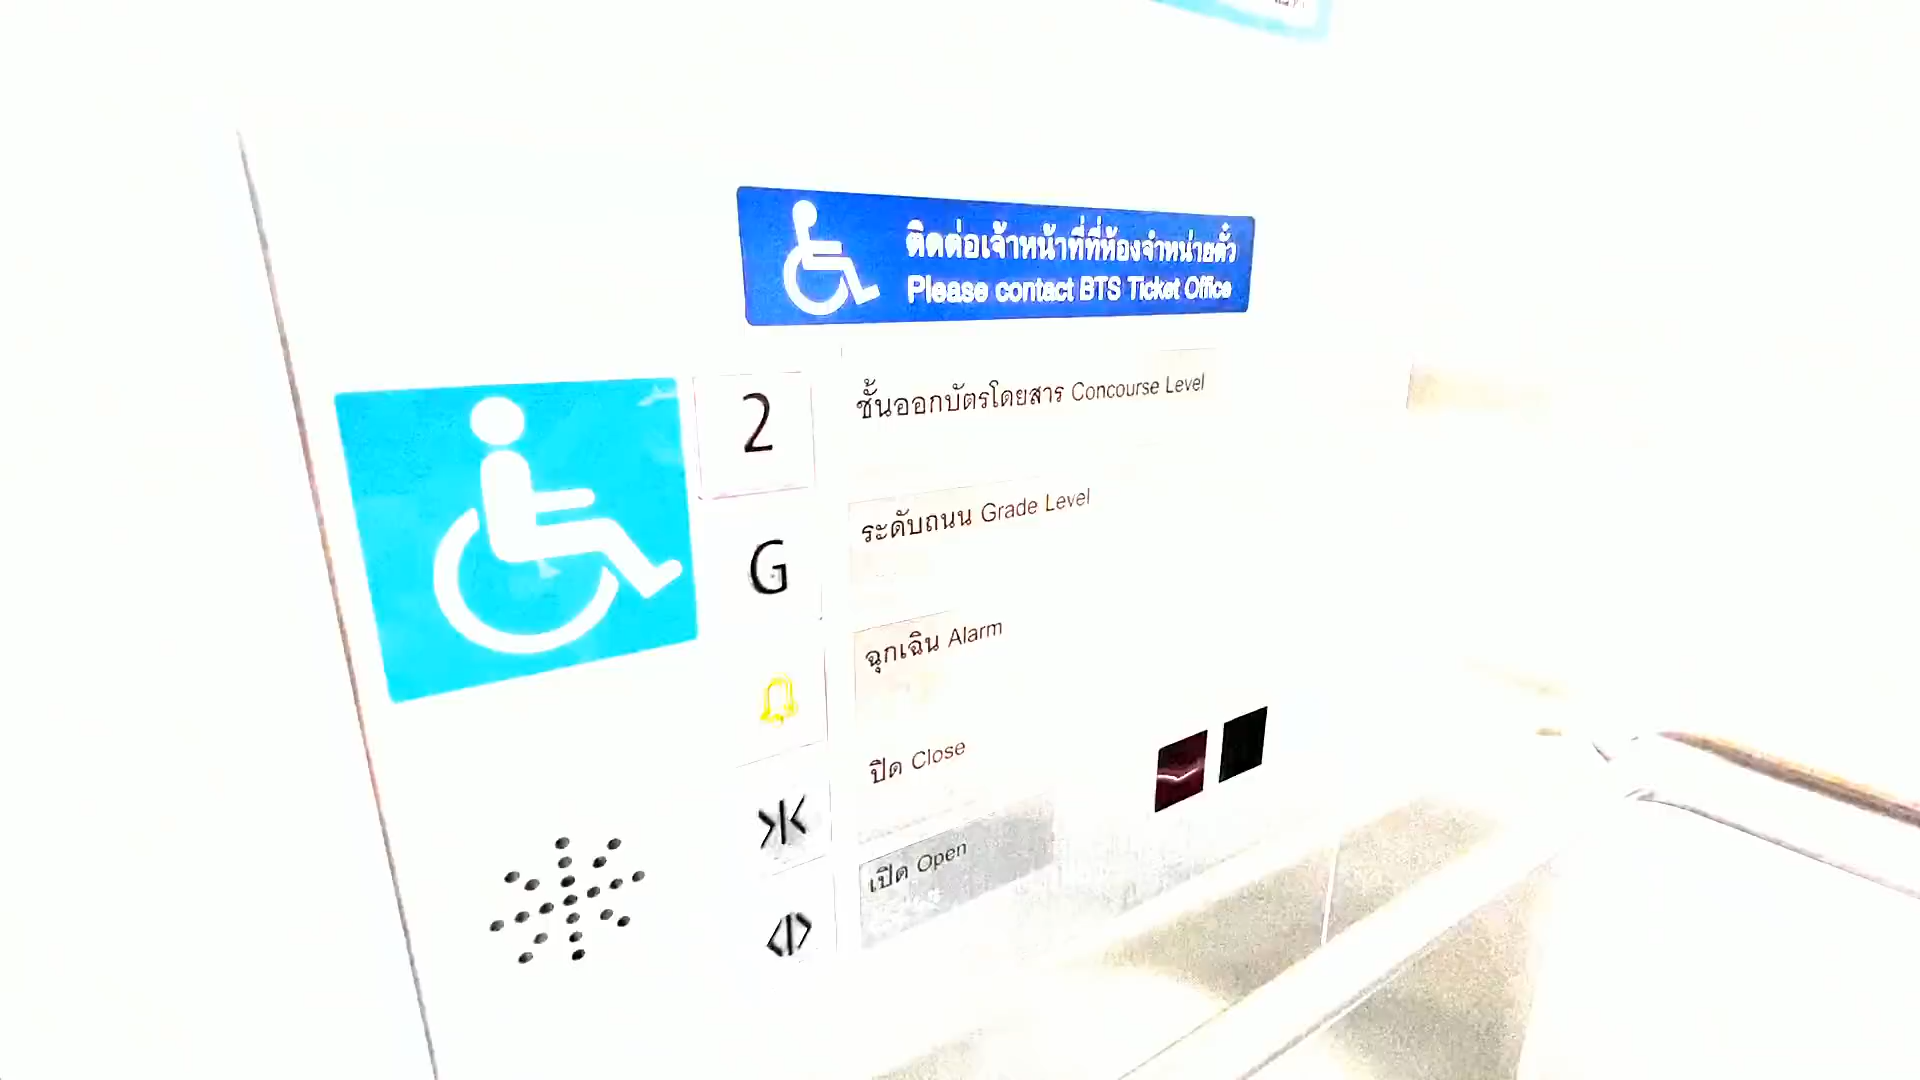 ติดต่อเจ้าหน้าที่ที่ห้องจำหน่ายตั๋ว
Please contact BTS Ticket Office
2 ชั้นออกบัตรโดยสาร Concourse Level
G ระดับถนน Grade Level
ฉุกเฉิน Alarm
ปิด Close
เปิด Open